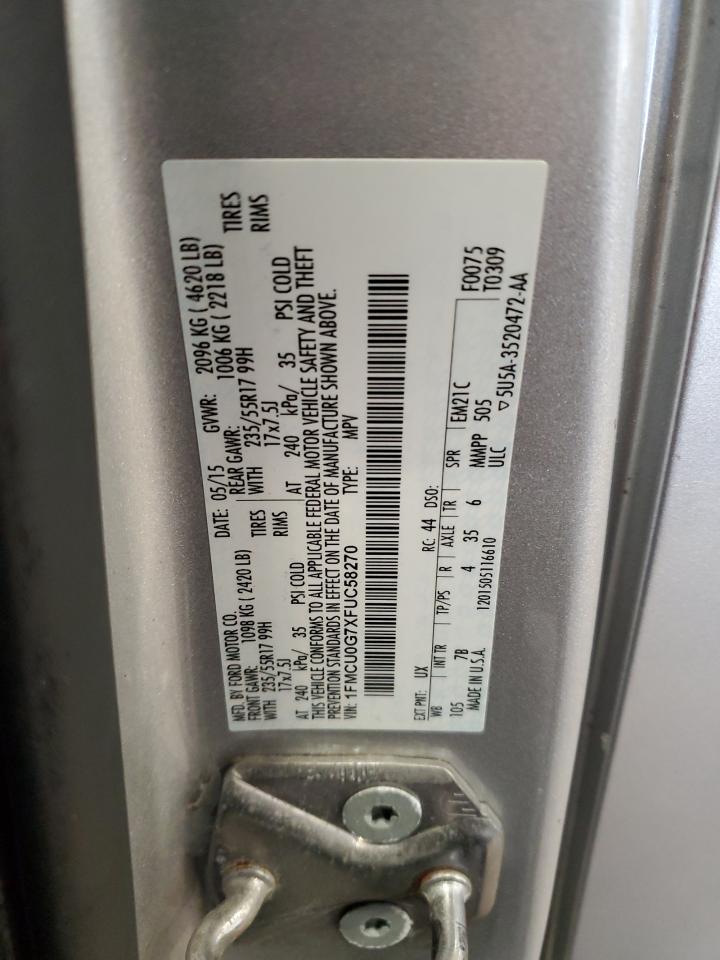 MFD. BY FORD MOTOR CO.
DATE: 05/15 GVWR: 2096 KG ( 4620 LB)
FRONT GAWR: 1098 KG ( 2420 LB) REAR GAWR: 1006 KG ( 2218 LB)
WITH 235/55R17 99H TIRES WITH 235/55R17 99H TIRES
17x7.5J RIMS 17x7.5J RIMS
AT 240 kPa/ 35 PSI COLD AT 240 kPa/ 35 PSI COLD
THIS VEHICLE CONFORMS TO ALL APPLICABLE FEDERAL MOTOR VEHICLE SAFETY AND THEFT
PREVENTION STANDARDS IN EFFECT ON THE DATE OF MANUFACTURE SHOWN ABOVE.
VIN: 1FMCU0G7XFUC58270 TYPE: MPV
EXT PNT: UX RC: 44 DSO: F0075
WB INT TR TP/PS R AXLE TR SPR EM21C T0309
105 7B 4 35 6 MMPP 505
MADE IN U.S.A. 1201505116610 ULC ▽5U5A-3520472-AA